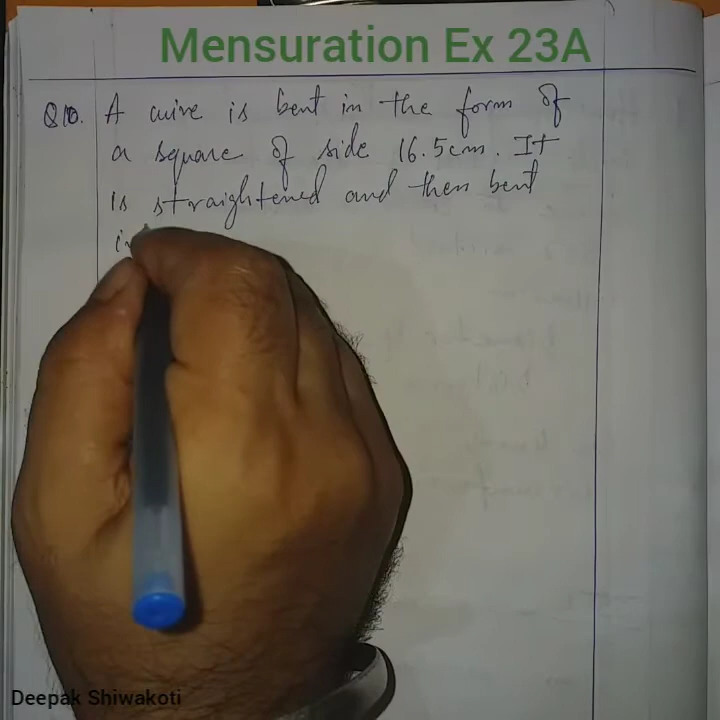 Mensuration Ex 23A
Q10. A wire is bent in the form of
a square of side 16.5cm. It
is straightened and then bent
Deepak Shiwakoti